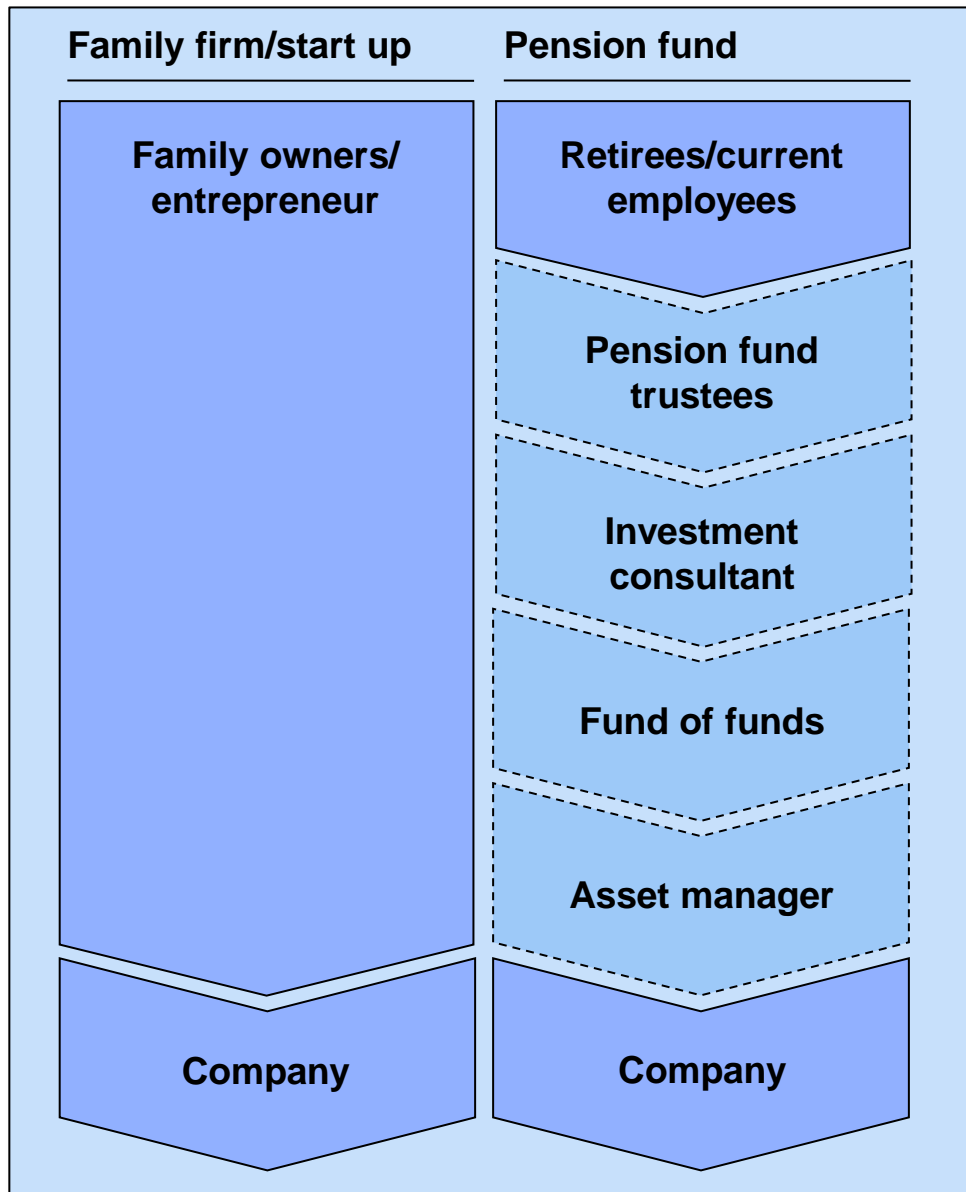 Family firm/start up
Pension fund
Family owners/
entrepreneur
Retirees/current
employees
Pension fund
trustees
Investment
consultant
Fund of funds
Asset manager
Company
Company